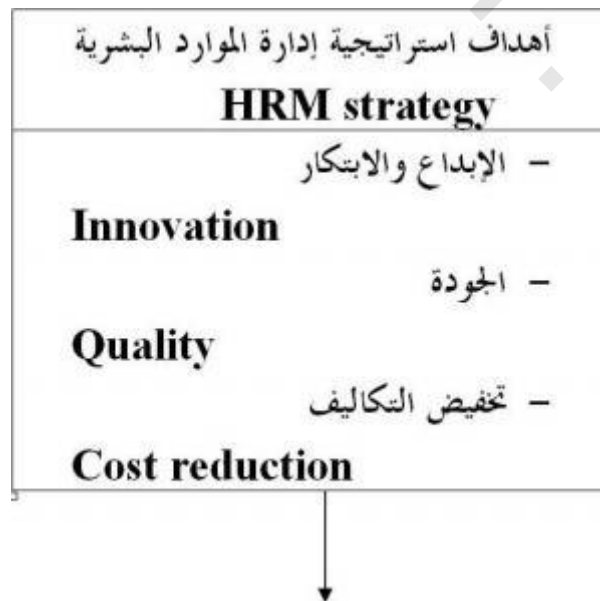 أهداف استراتيجية إدارة الموارد البشرية
HRM strategy
– الإبداع والابتكار
Innovation
– الجودة
Quality
– تخفيض التكاليف
Cost reduction